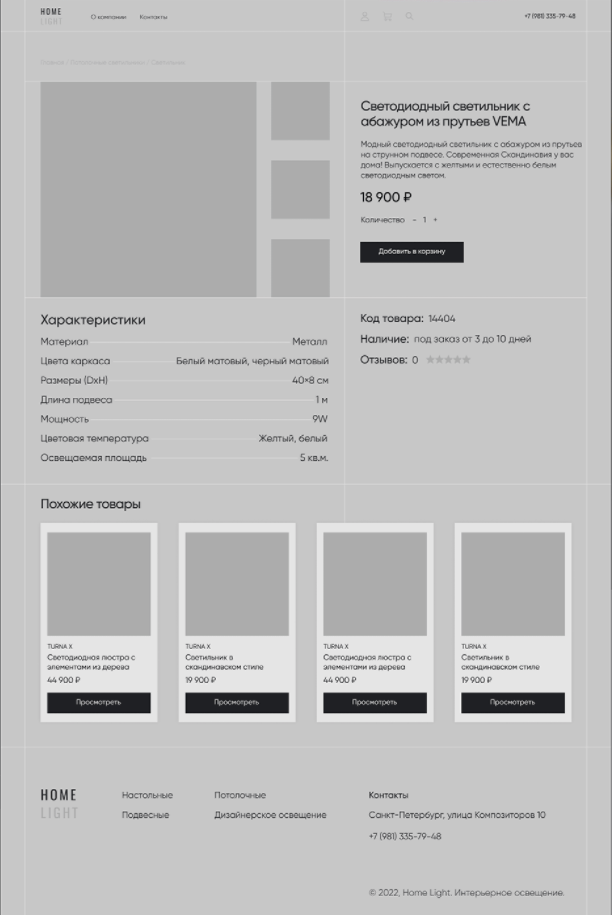 HOME
LIGHT
О компании Контакты
+7 (981) 335-79-48
Главная / Потолочные светильники / Светильник
Светодиодный светильник с
абажуром из прутьев VEMA
Модный светодиодный светильник с абажуром из прутьев
на струнном подвесе. Современная Скандинавия у вас
дома! Выпускается с желтыми и естественно белым
светодиодным светом.
18 900 ₽
Количество - 1 +
Добавить в корзину
Характеристики
Материал Металл
Цвета каркаса Белый матовый, черный матовый
Размеры (DxH) 40×8 см
Длина подвеса 1 м
Мощность 9W
Цветовая температура Желтый, белый
Освещаемая площадь 5 кв.м.
Код товара: 14404
Наличие: под заказ от 3 до 10 дней
Отзывов: 0
Похожие товары
TURNA X
Светодиодная люстра с
элементами из дерева
44 900 ₽
Просмотреть
TURNA X
Светильник в
скандинавском стиле
19 900 ₽
Просмотреть
TURNA X
Светодиодная люстра с
элементами из дерева
44 900 ₽
Просмотреть
TURNA X
Светильник в
скандинавском стиле
19 900 ₽
Просмотреть
HOME
LIGHT
Настольные
Подвесные
Потолочные
Дизайнерское освещение
Контакты
Санкт-Петербург, улица Композиторов 10
+7 (981) 335-79-48
© 2022, Home Light. Интерьерное освещение.